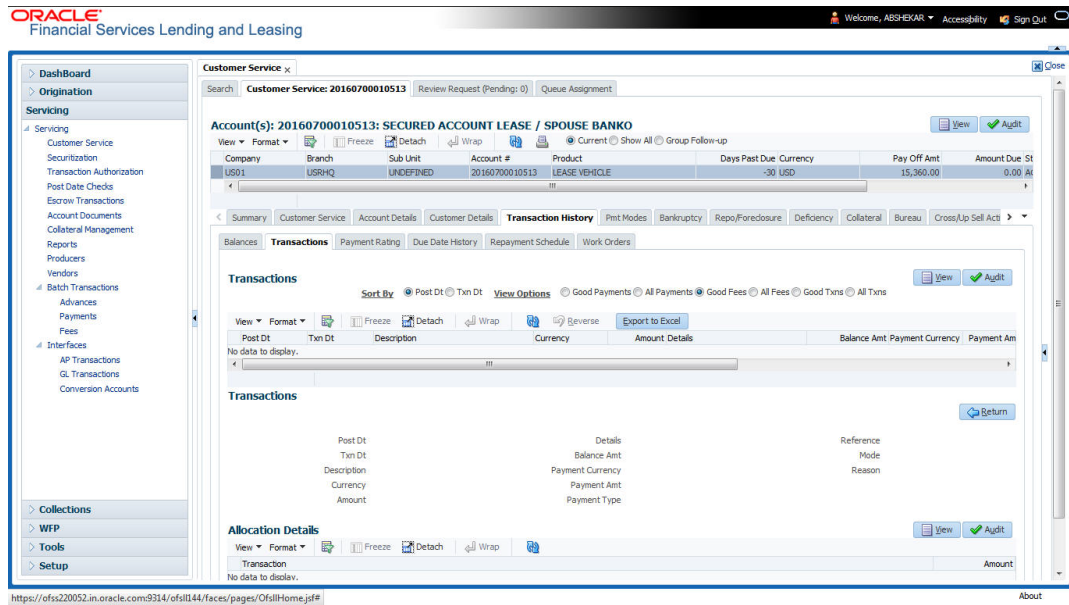 ORACLE
Financial Services Lending and Leasing
Welcome, ABSHEKAR Accessibility Sign Out
Close
DashBoard
Origination
Servicing
Servicing
Customer Service
Securitization
Transaction Authorization
Post Date Checks
Escrow Transactions
Account Documents
Collateral Management
Reports
Producers
Vendors
Batch Transactions
Advances
Payments
Fees
Interfaces
AP Transactions
GL Transactions
Conversion Accounts
Collections
WFP
Tools
Setup
Customer Service x
Search Customer Service: 20160700010513 Review Request (Pending: 0) Queue Assignment
Account(s): 20160700010513: SECURED ACCOUNT LEASE / SPOUSE BANKO
View Audit
View Format Freeze Detach Wrap Current Show All Group Follow-up
Company Branch Sub Unit Account # Product Days Past Due Currency Pay Off Amt Amount Due St
US01 USRHQ UNDEFINED 20160700010513 LEASE VEHICLE -30 USD 15,360.00 0.00 AC
Summary Customer Service Account Details Customer Details Transaction History Pmt Modes Bankruptcy Repo/Foreclosure Deficiency Collateral Bureau Cross/Up Sell Acti
Balances Transactions Payment Rating Due Date History Repayment Schedule Work Orders
Transactions
View Audit
Sort By Post Dt Txn Dt View Options Good Payments All Payments Good Fees All Fees Good Txns All Txns
View Format Freeze Detach Wrap Reverse Export to Excel
Post Dt Txn Dt Description Currency Amount Details Balance Amt Payment Currency Payment Am
No data to display.
Transactions
Return
Post Dt Details Reference
Txn Dt Balance Amt Mode
Description Payment Currency Reason
Currency Payment Amt
Amount Payment Type
Allocation Details
View Audit
View Format Freeze Detach Wrap
Transaction Amount
No data to display.
https://ofss220052.in.oracle.com:9314/ofsll144/faces/pages/OfsllHome.jsf#
About